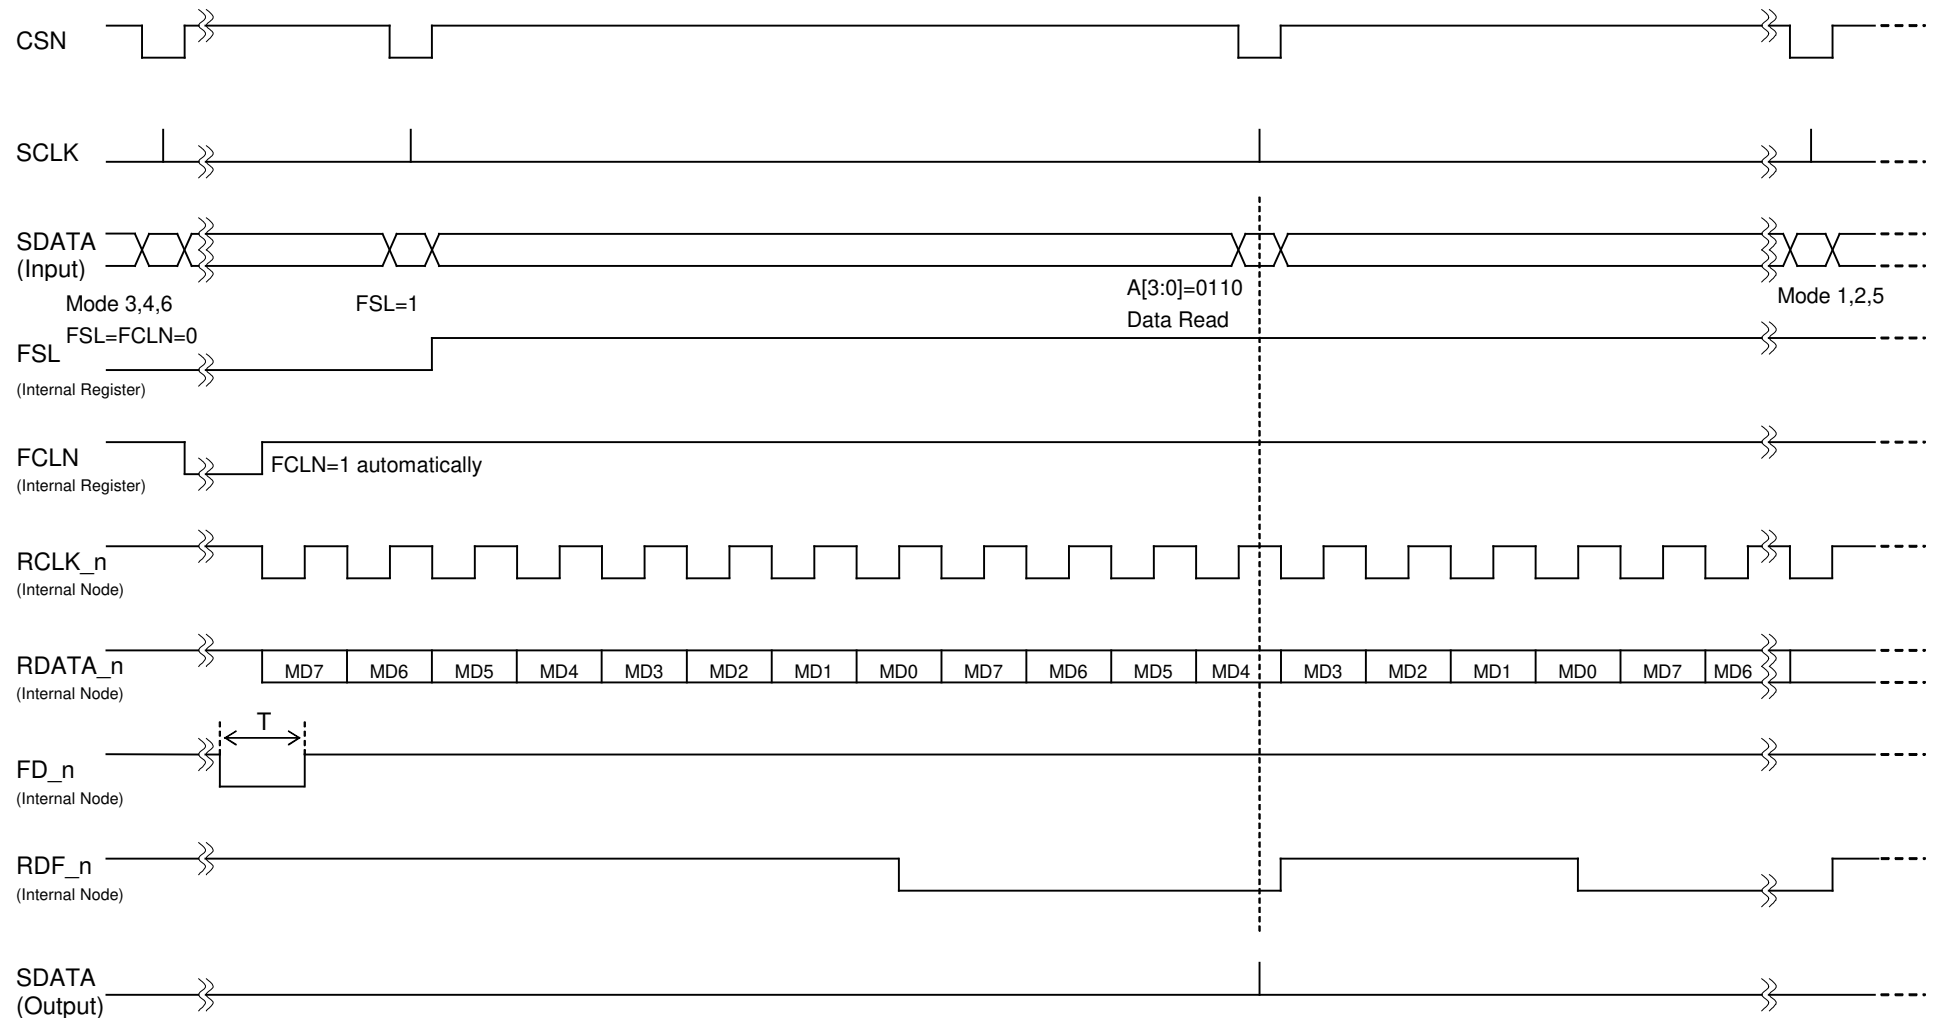 CSN
SCLK
SDATA
(Input)
Mode 3,4,6
FSL=FCLN=0
FSL=1
A[3:0]=0110
Data Read
Mode 1,2,5
FSL
(Internal Register)
FCLN
(Internal Register)
FCLN=1 automatically
RCLK_n
(Internal Node)
RDATA_n
(Internal Node)
MD7 MD6 MD5 MD4 MD3 MD2 MD1 MD0 MD7 MD6 MD5 MD4 MD3 MD2 MD1 MD0 MD7 MD6
T
FD_n
(Internal Node)
RDF_n
(Internal Node)
SDATA
(Output)